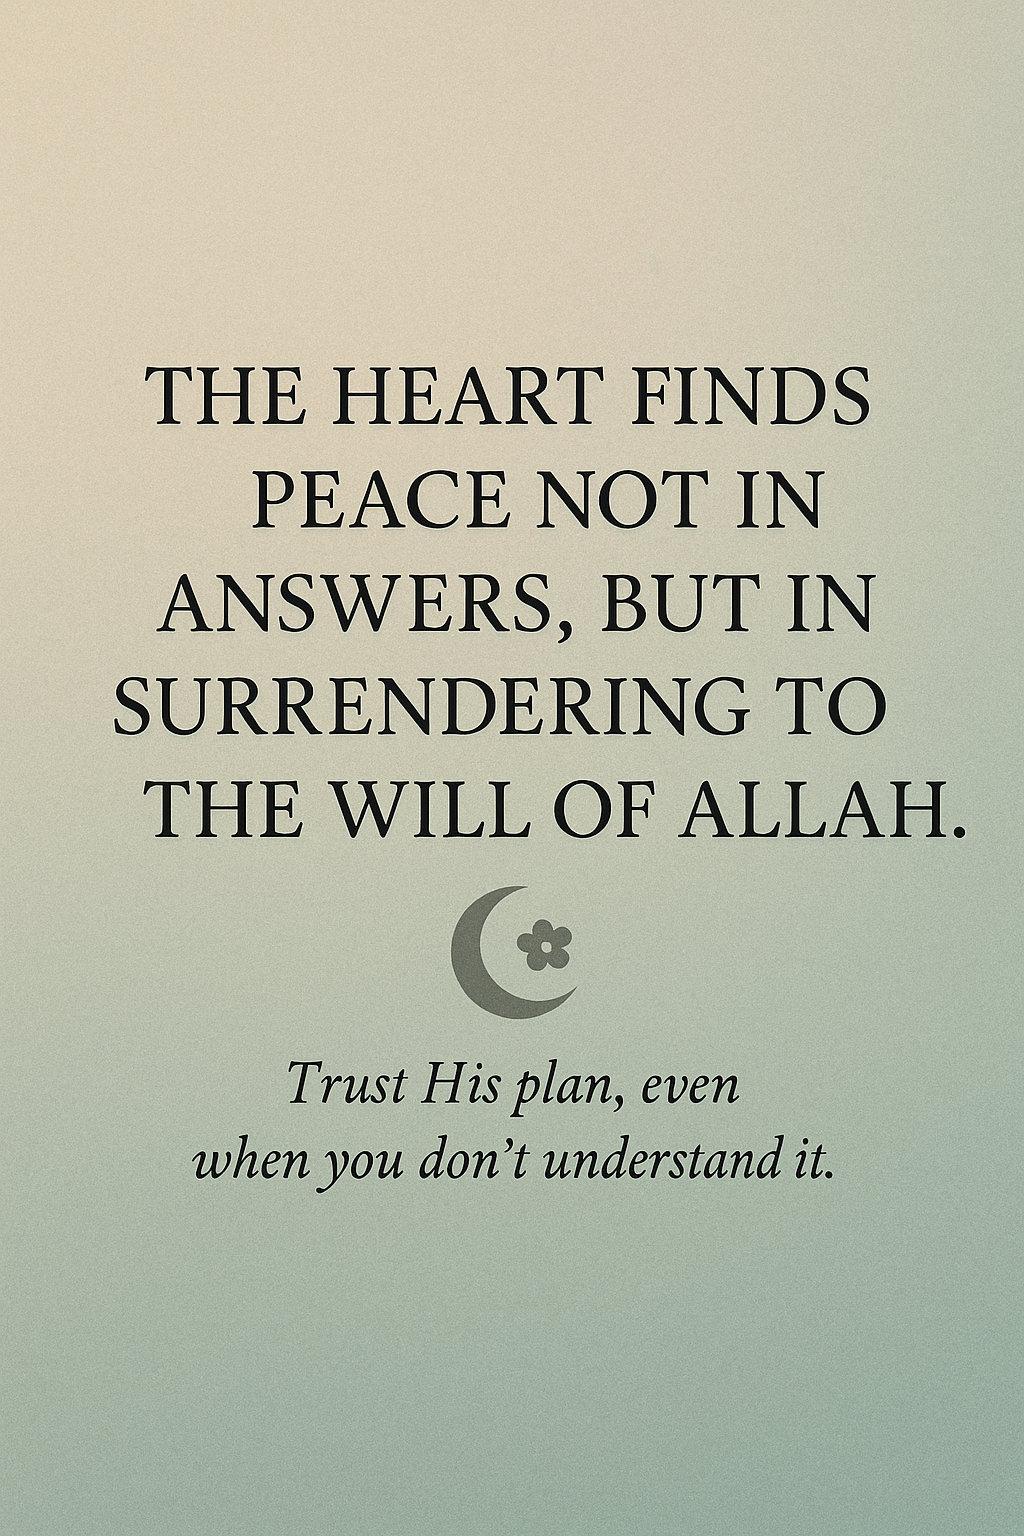 THE HEART FINDS
PEACE NOT IN
ANSWERS, BUT IN
SURRENDERING TO
THE WILL OF ALLAH.
Trust His plan, even
when you don’t understand it.